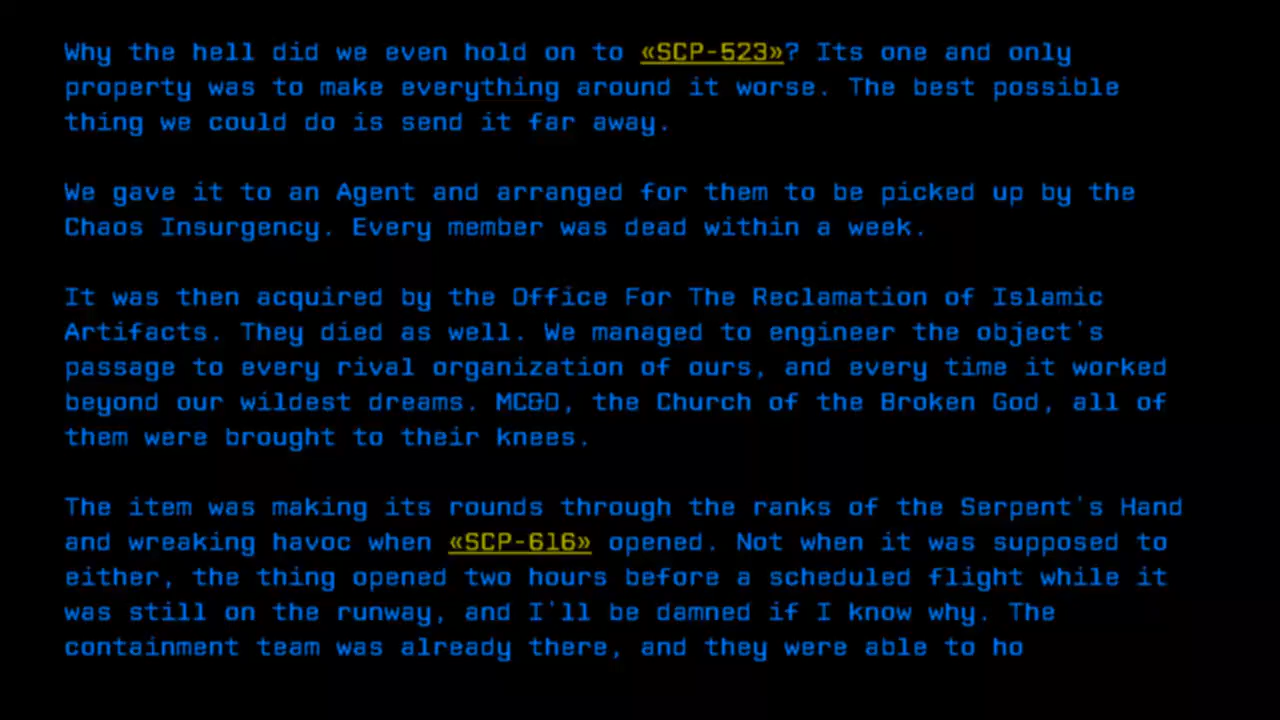 Why the hell did we even hold on to «SCP-523»? Its one and only
property was to make everything around it worse. The best possible
thing we could do is send it far away.
We gave it to an Agent and arranged for them to be picked up by the
Chaos Insurgency. Every member was dead within a week.
It was then acquired by the Office For The Reclamation of Islamic
Artifacts. They died as well. We managed to engineer the object's
passage to every rival organization of ours, and every time it worked
beyond our wildest dreams. MC&D, the Church of the Broken God, all of
them were brought to their knees.
The item was making its rounds through the ranks of the Serpent's Hand
and wreaking havoc when «SCP-616» opened. Not when it was supposed to
either, the thing opened two hours before a scheduled flight while it
was still on the runway, and I'll be damned if I know why. The
containment team was already there, and they were able to ho